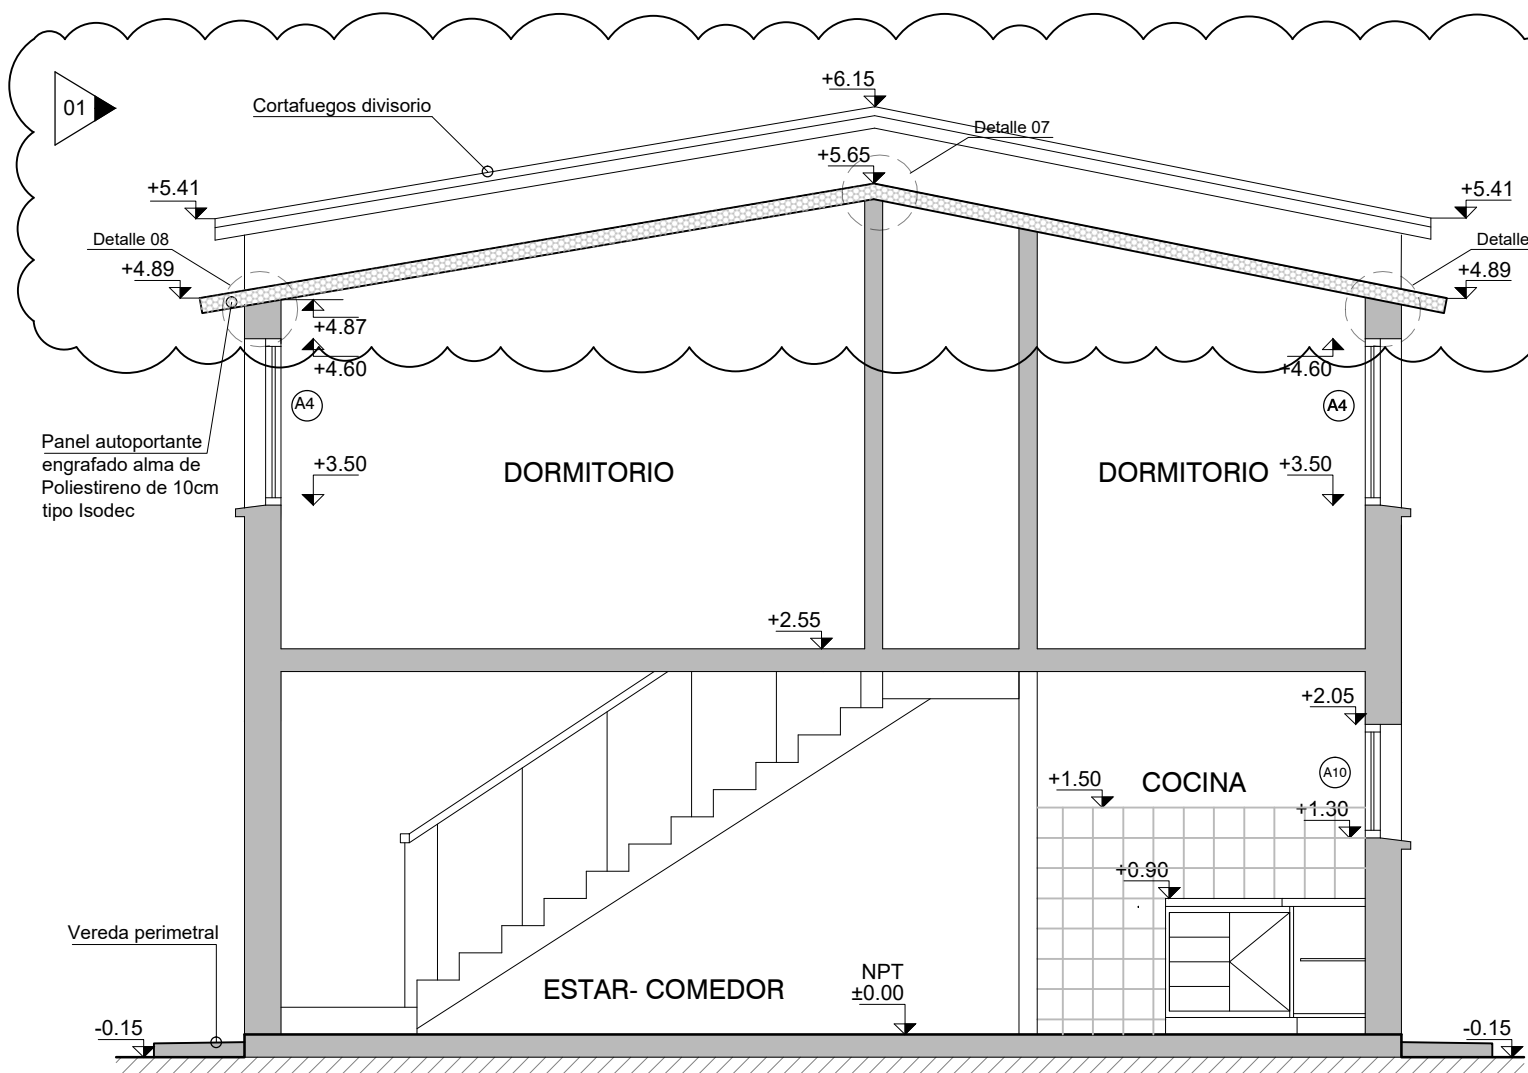 +6.15
01
Cortafuegos divisorio
Detalle 07
+5.65
+5.41
+5.41
Detalle 08
Detalle
+4.89
+4.89
+4.87
+4.60
+4.60
A4
A4
Panel autoportante
engrafado alma de
Poliestireno de 10cm
tipo Isodec
+3.50
DORMITORIO
DORMITORIO
+3.50
+2.55
+2.05
+1.50
COCINA
A10
+1.30
+0.90
Vereda perimetral
ESTAR- COMEDOR
NPT
±0.00
-0.15
-0.15